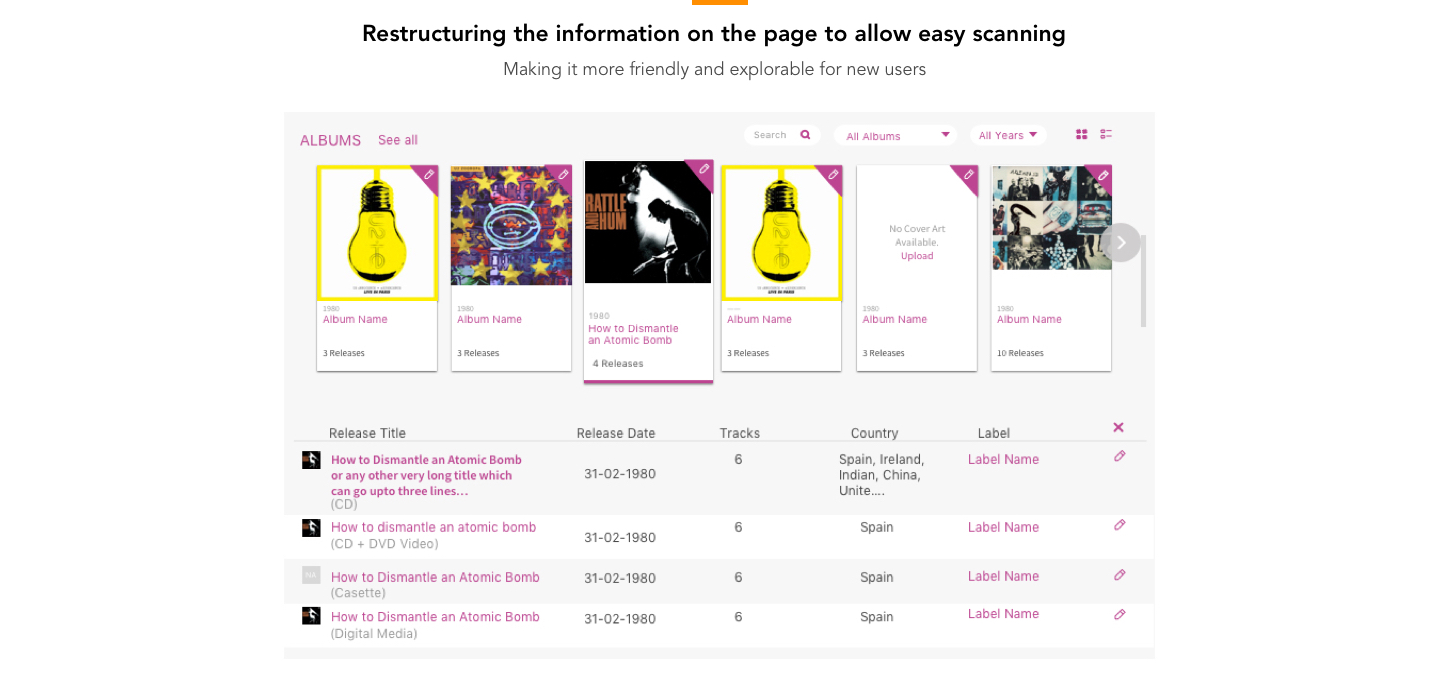 Restructuring the information on the page to allow easy scanning
Making it more friendly and explorable for new users
ALBUMS See all
Search All Albums All Years
RATTLE
AND
HUM
No Cover Art
Available.
Upload
LIVE IN PARIS
LIVE IN PARIS
1980
Album Name
3 Releases
1980
Album Name
3 Releases
1980
How to Dismantle
an Atomic Bomb
4 Releases
Album Name
3 Releases
1980
Album Name
3 Releases
1980
Album Name
10 Releases
Release Title Release Date Tracks Country Label
How to Dismantle an Atomic Bomb
or any other very long title which
can go upto three lines...
(CD)
31-02-1980
6
Spain, Ireland,
Indian, China,
Unite....
Label Name
How to dismantle an atomic bomb
(CD + DVD Video)
31-02-1980
6
Spain
Label Name
NA
How to Dismantle an Atomic Bomb
(Casette)
31-02-1980
6
Spain
Label Name
How to Dismantle an Atomic Bomb
(Digital Media)
31-02-1980
6
Spain
Label Name